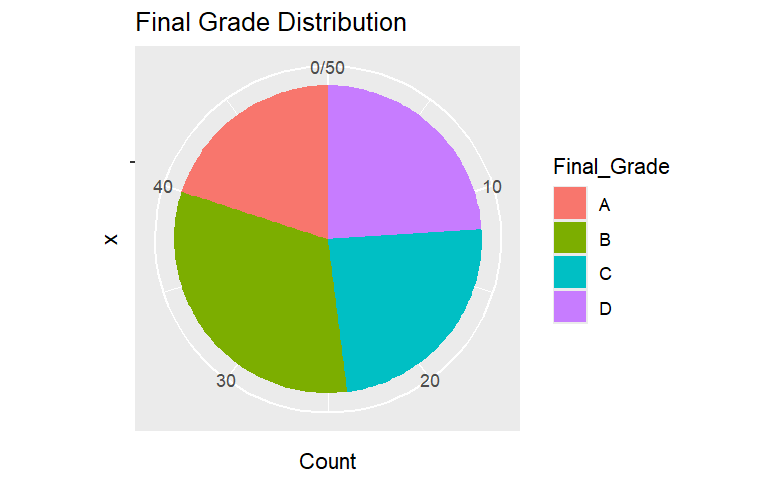 Final Grade Distribution
0/50
10
20
30
40
x
Count
Final_Grade
A
B
C
D